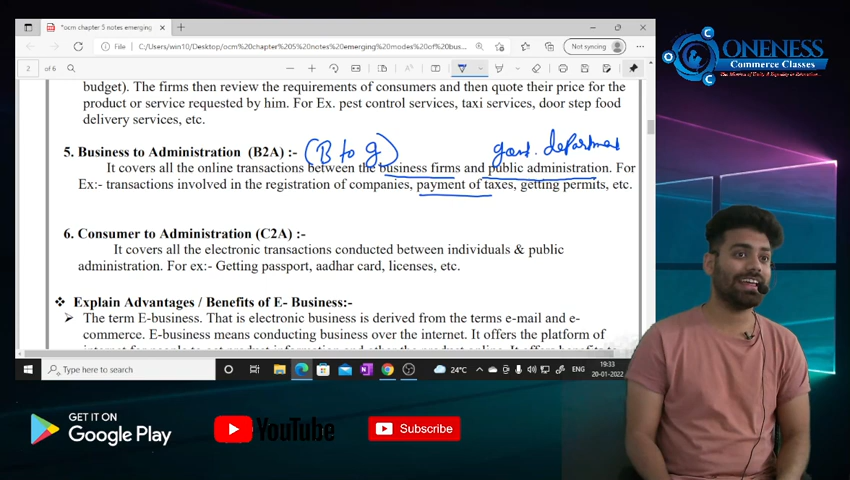 *ocm chapter 5 notes emerging
File
C:/Users/win10/Desktop/ocm%20chapter%205%20notes%20emerging%20modes%20of%20bus...
Not syncing
2 of 6
ONENESS
Commerce Classes
budget). The firms then review the requirements of consumers and then quote their price for the
product or service requested by him. For Ex. pest control services, taxi services, door step food
delivery services, etc.
5. Business to Administration (B2A) :- (B to g) govt. department
It covers all the online transactions between the business firms and public administration. For
Ex:- transactions involved in the registration of companies, payment of taxes, getting permits, etc.
6. Consumer to Administration (C2A) :-
It covers all the electronic transactions conducted between individuals & public
administration. For ex:- Getting passport, aadhar card, licenses, etc.
❖ Explain Advantages / Benefits of E- Business:-
➤ The term E-business. That is electronic business is derived from the terms e-mail and e-
commerce. E-business means conducting business over the internet. It offers the platform of
Type here to search
24°C
ENG
19:33
20-01-2022
GET IT ON
Google Play
YouTube
Subscribe